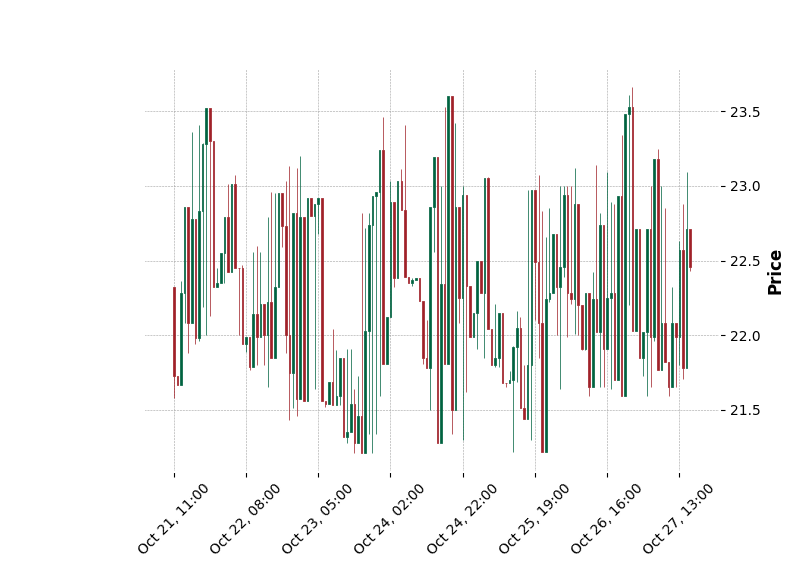 23.5
23.0
22.5
22.0
21.5
Price
Oct 21, 11:00
Oct 22, 08:00
Oct 23, 05:00
Oct 24, 02:00
Oct 24, 22:00
Oct 25, 19:00
Oct 26, 16:00
Oct 27, 13:00